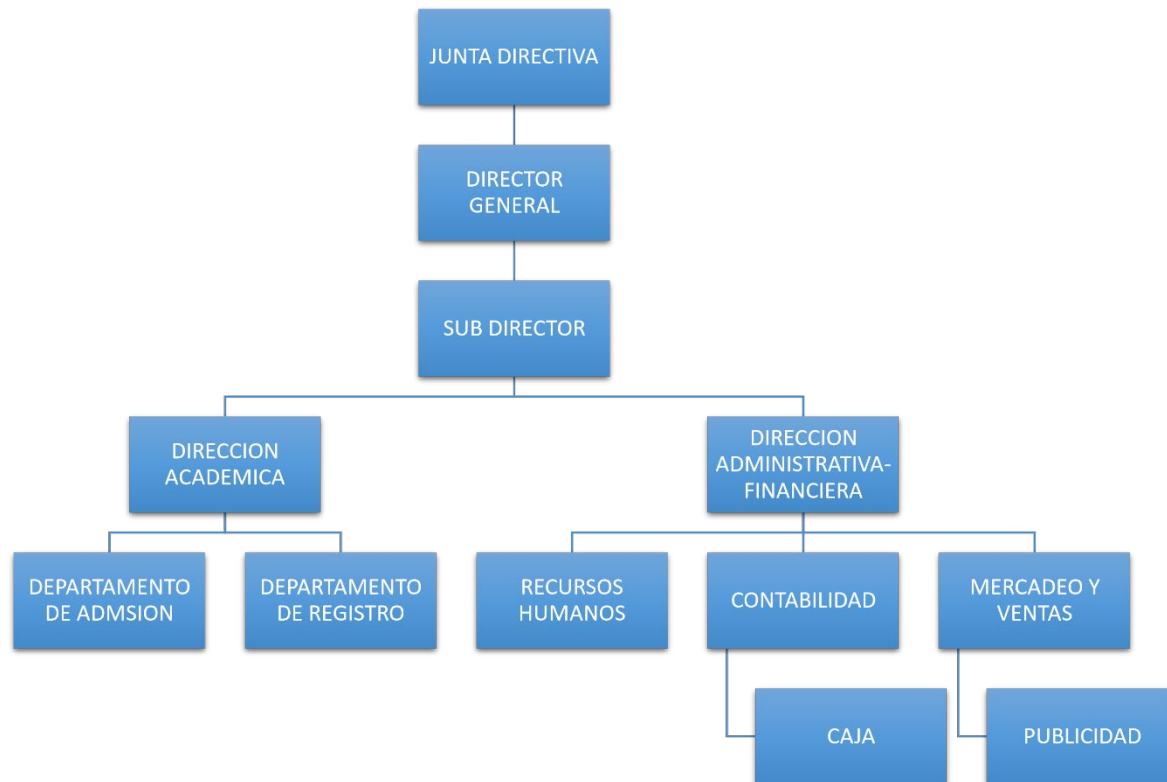 JUNTA DIRECTIVA
DIRECTOR
GENERAL
SUB DIRECTOR
DIRECCION
ACADEMICA
DIRECCION
ADMINISTRATIVA-
FINANCIERA
DEPARTAMENTO
DE ADMSION
DEPARTAMENTO
DE REGISTRO
RECURSOS
HUMANOS
CONTABILIDAD
MERCADEO Y
VENTAS
CAJA
PUBLICIDAD